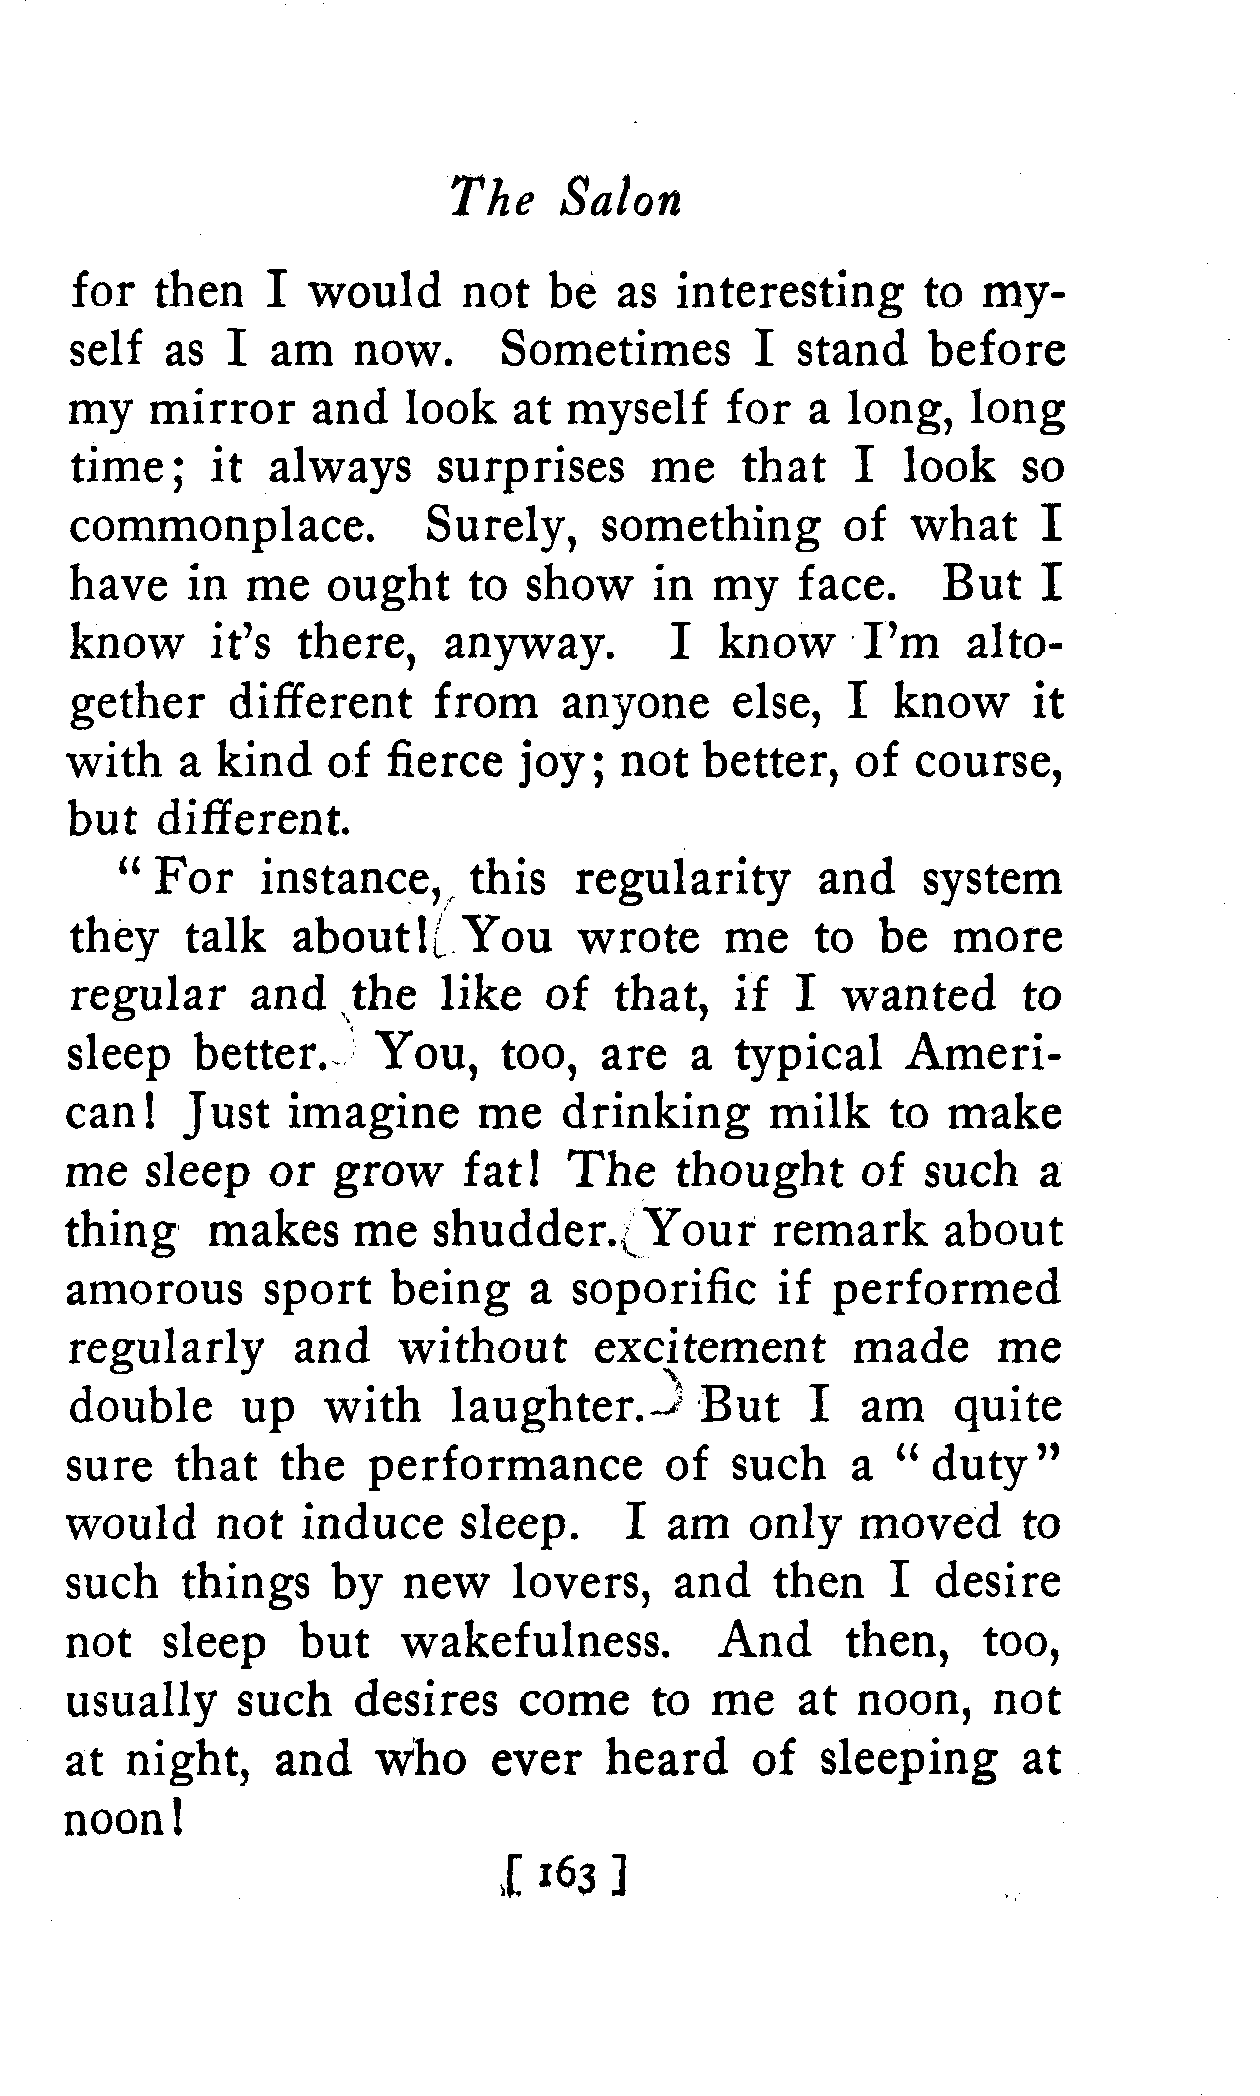 The Salon
for then I would not be as interesting to my-
self as I am now. Sometimes I stand before
my mirror and look at myself for a long, long
time; it always surprises me that I look so
commonplace. Surely, something of what I
have in me ought to show in my face. But I
know it's there, anyway. I know I'm alto-
gether different from anyone else, I know it
with a kind of fierce joy; not better, of course,
but different.
" For instance, this regularity and system
they talk about! You wrote me to be more
regular and the like of that, if I wanted to
sleep better. You, too, are a typical Ameri-
can! Just imagine me drinking milk to make
me sleep or grow fat! The thought of such a
thing makes me shudder. Your remark about
amorous sport being a soporific if performed
regularly and without excitement made me
double up with laughter. But I am quite
sure that the performance of such a " duty "
would not induce sleep. I am only moved to
such things by new lovers, and then I desire
not sleep but wakefulness. And then, too,
usually such desires come to me at noon, not
at night, and who ever heard of sleeping at
noon!
[ 163 ]